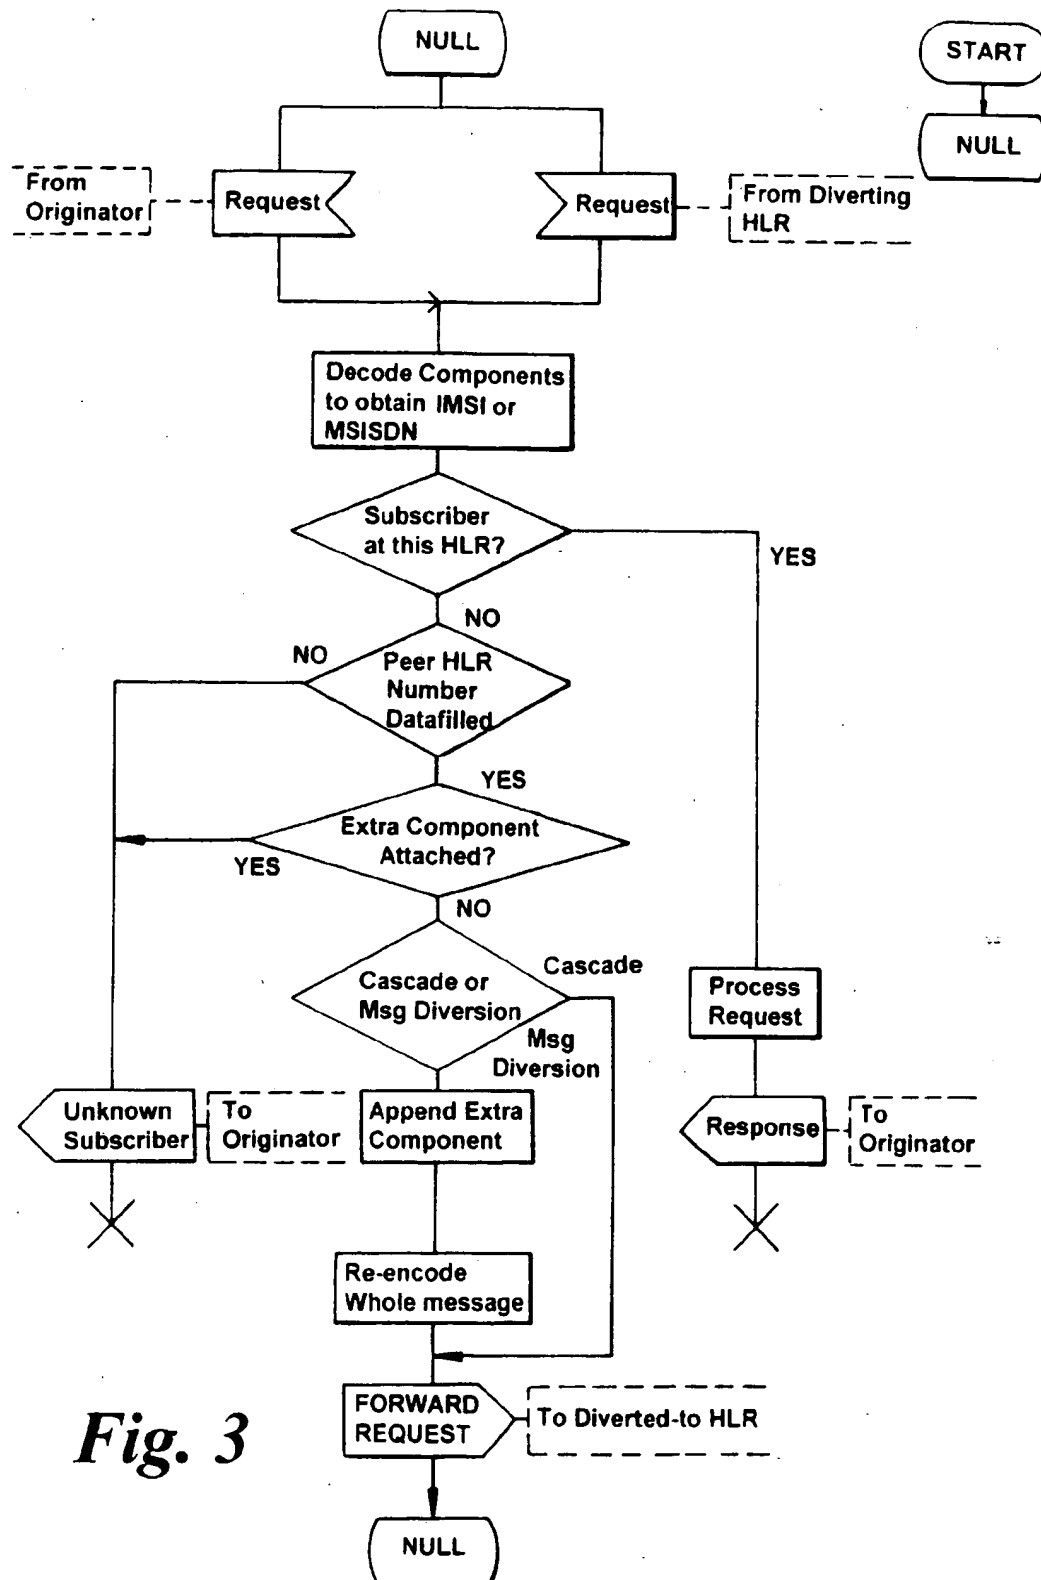 NULL
START
NULL
From
Originator
Request
Request
From Diverting
HLR
Decode Components
to obtain IMSI or
MSISDN
Subscriber
at this HLR?
YES
NO
NO
Peer HLR
Number
Datafilled
YES
Extra Component
Attached?
YES
NO
Cascade or
Msg Diversion
Cascade
Msg
Diversion
Process
Request
Unknown
Subscriber
To
Originator
Append Extra
Component
Response
To
Originator
Re-encode
Whole message
FORWARD
REQUEST
To Diverted-to HLR
Fig. 3
NULL